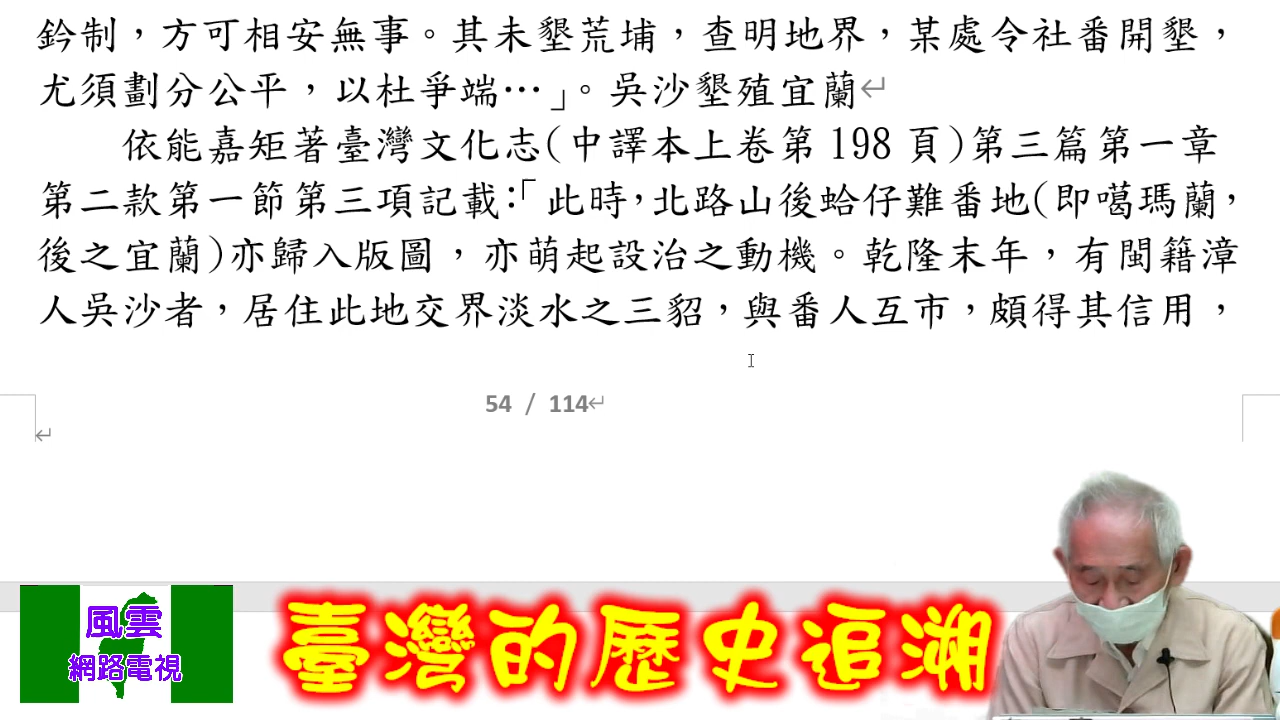 鈐制，方可相安無事。其未墾荒埔，查明地界，某處令社番開墾，
尤須劃分公平，以杜爭端…」。吳沙墾殖宜蘭
依能嘉矩著臺灣文化志(中譯本上卷第198頁)第三篇第一章
第二款第一節第三項記載：「此時，北路山後蛤仔難番地(即噶瑪蘭，
後之宜蘭)亦歸入版圖，亦萌起設治之動機。乾隆末年，有閩籍漳
人吳沙者，居住此地交界淡水之三貂，與番人互市，頗得其信用，
54 / 114
風雲
網路電視
臺灣的歷史追溯